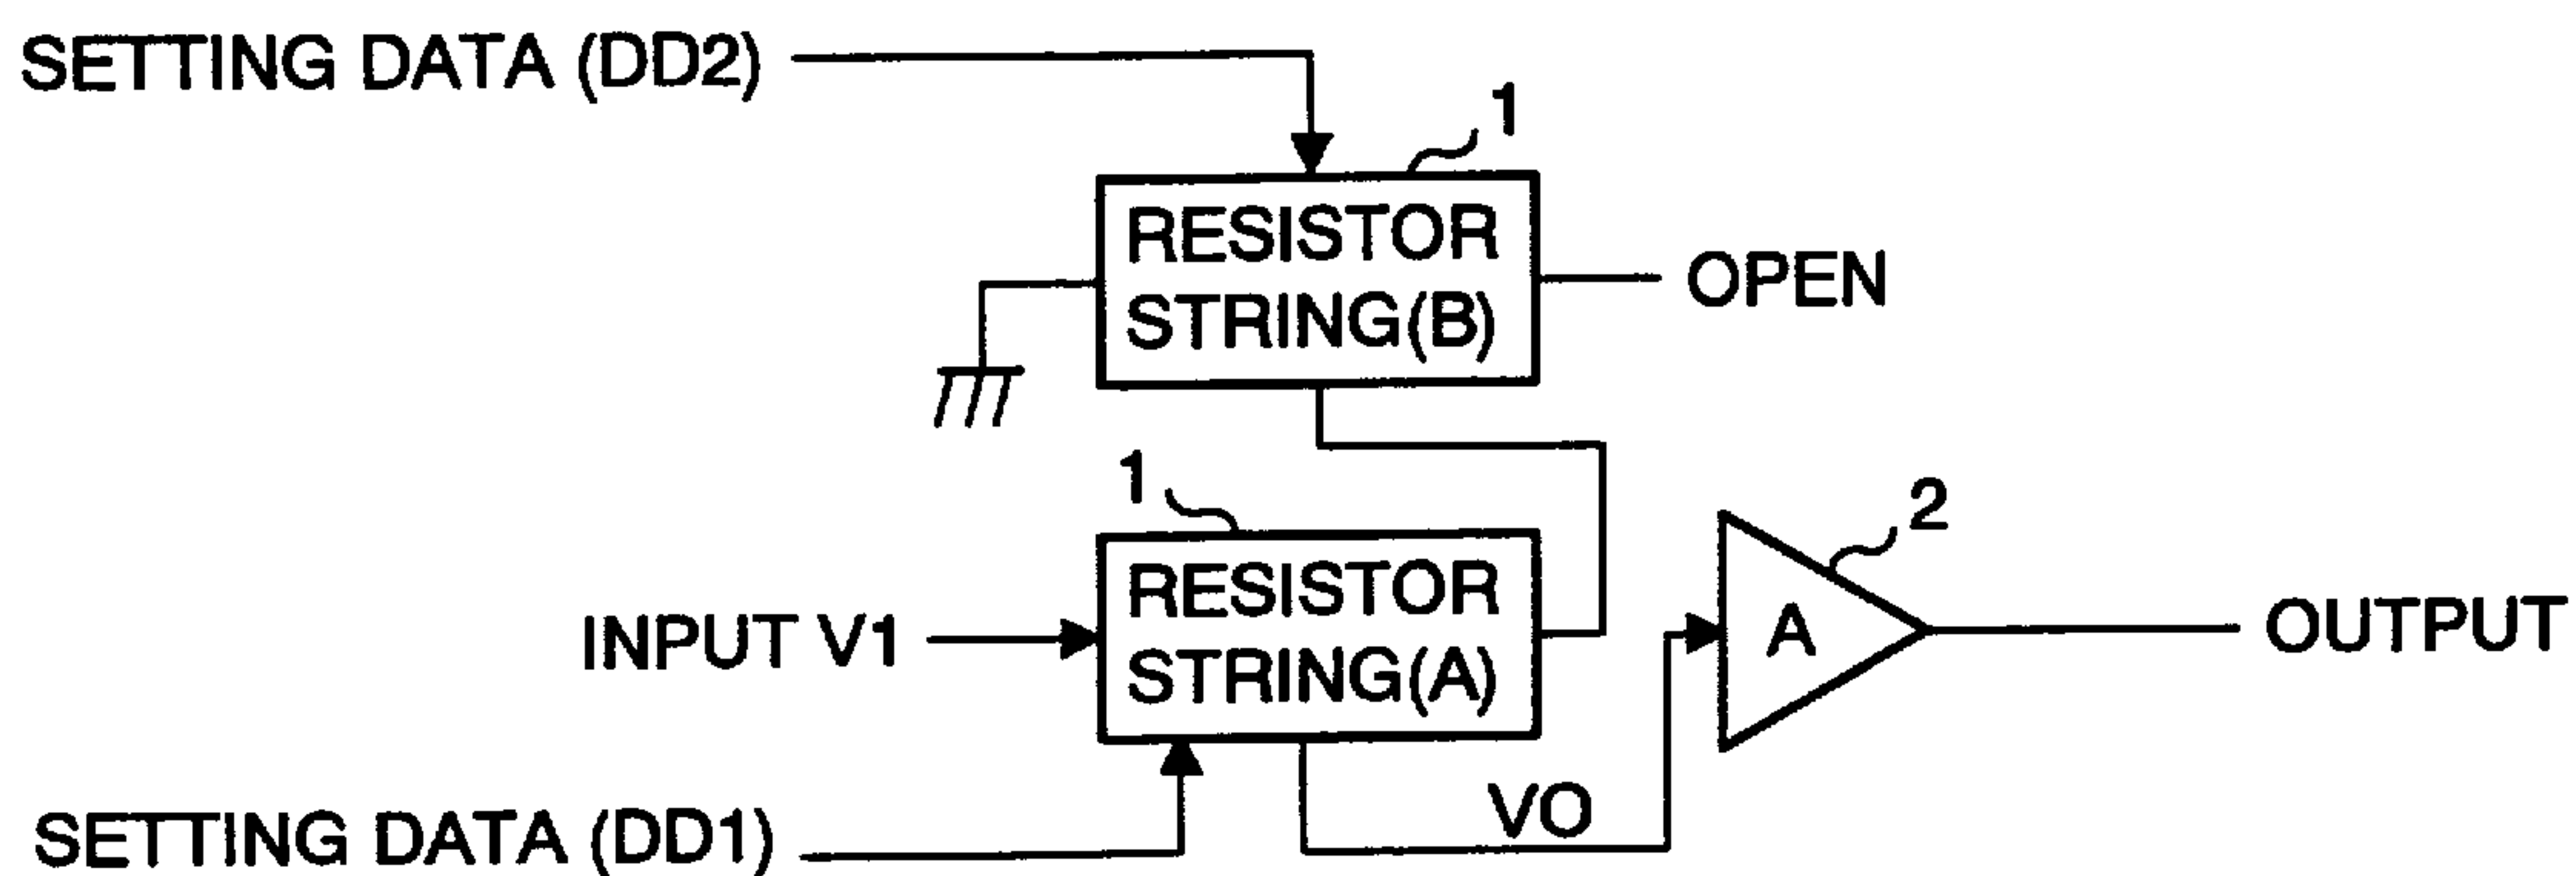 SETTING DATA (DD2)
1
RESISTOR
STRING(B)
OPEN
1
2
RESISTOR
STRING(A)
INPUT V1
A
OUTPUT
VO
SETTING DATA (DD1)